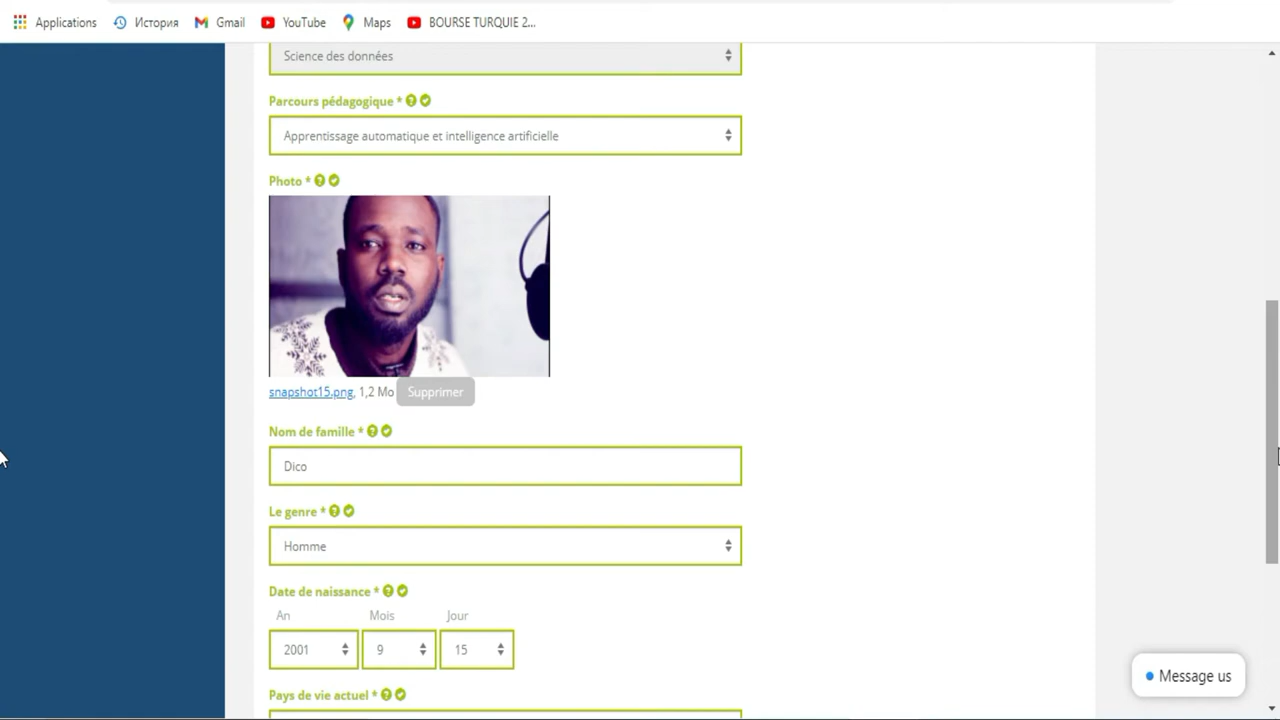 Applications История Gmail YouTube Maps BOURSE TURQUIE 2...
Science des données
Parcours pédagogique *
Apprentissage automatique et intelligence artificielle
Photo *
snapshot15.png, 1,2 Mo Supprimer
Nom de famille *
Dico
Le genre *
Homme
Date de naissance *
An Mois Jour
2001 9 15
Pays de vie actuel *
Message us